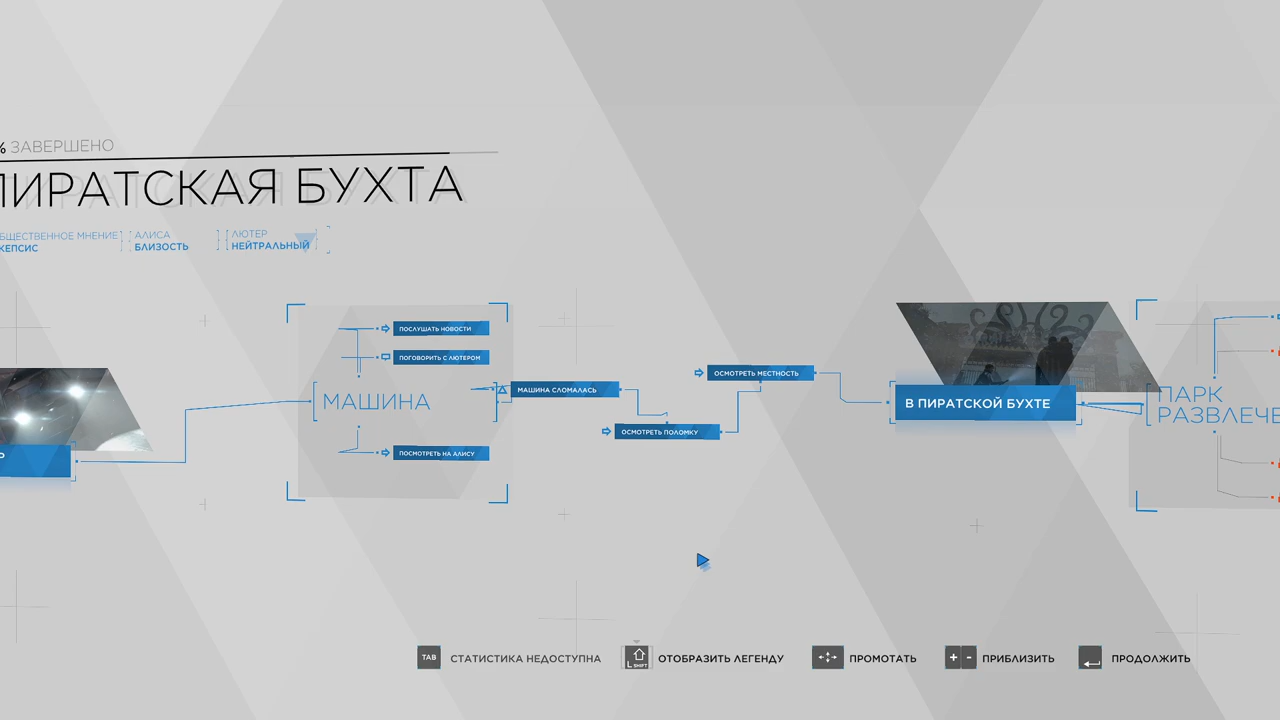 % ЗАВЕРШЕНО
ПИРАТСКАЯ БУХТА
БЩЕСТВЕННОЕ МНЕНИЕ
КЕПСИС
АЛИСА
БЛИЗОСТЬ
ЛЮТЕР
НЕЙТРАЛЬНЫЙ
Р
МАШИНА
ПОСЛУШАТЬ НОВОСТИ
ПОГОВОРИТЬ С ЛЮТЕРОМ
ПОСМОТРЕТЬ НА АЛИСУ
МАШИНА СЛОМАЛАСЬ
ОСМОТРЕТЬ ПОЛОМКУ
ОСМОТРЕТЬ МЕСТНОСТЬ
В ПИРАТСКОЙ БУХТЕ
ПАРК
РАЗВЛЕЧЕ
TAB СТАТИСТИКА НЕДОСТУПНА
L SHIFT ОТОБРАЗИТЬ ЛЕГЕНДУ
ПРОМОТАТЬ
+ - ПРИБЛИЗИТЬ
ПРОДОЛЖИТЬ